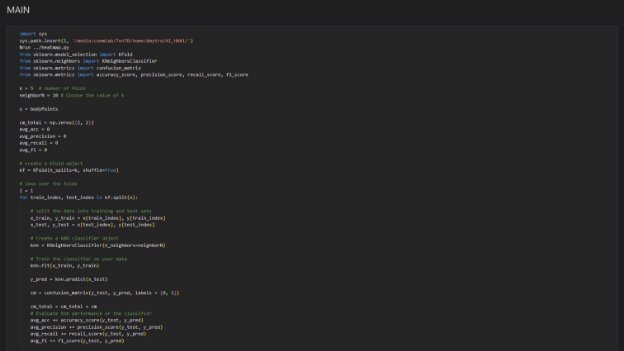 MAIN
import sys
sys.path.insert(1, '/media/commlab/TenTB/home/dmytro/AI_HW01/')
%run ../heatmap.py
from sklearn.model_selection import KFold
from sklearn.neighbors import KNeighborsClassifier
from sklearn.metrics import confusion_matrix
from sklearn.metrics import accuracy_score, precision_score, recall_score, f1_score
k = 5 # number of folds
neighborN = 10 # Choose the value of k
x = bodyPoints
cm_total = np.zeros((2, 2))
avg_acc = 0
avg_precision = 0
avg_recall = 0
avg_f1 = 0
# create a KFold object
kf = KFold(n_splits=k, shuffle=True)
# loop over the folds
i = 1
for train_index, test_index in kf.split(x):
# split the data into training and test sets
x_train, y_train = x[train_index], y[train_index]
x_test, y_test = x[test_index], y[test_index]
# Create a KNN classifier object
knn = KNeighborsClassifier(n_neighbors=neighborN)
# Train the classifier on your data
knn.fit(x_train, y_train)
y_pred = knn.predict(x_test)
cm = confusion_matrix(y_test, y_pred, labels = [0, 1])
cm_total = cm_total + cm
# Evaluate the performance of the classifier
avg_acc += accuracy_score(y_test, y_pred)
avg_precision += precision_score(y_test, y_pred)
avg_recall += recall_score(y_test, y_pred)
avg_f1 += f1_score(y_test, y_pred)